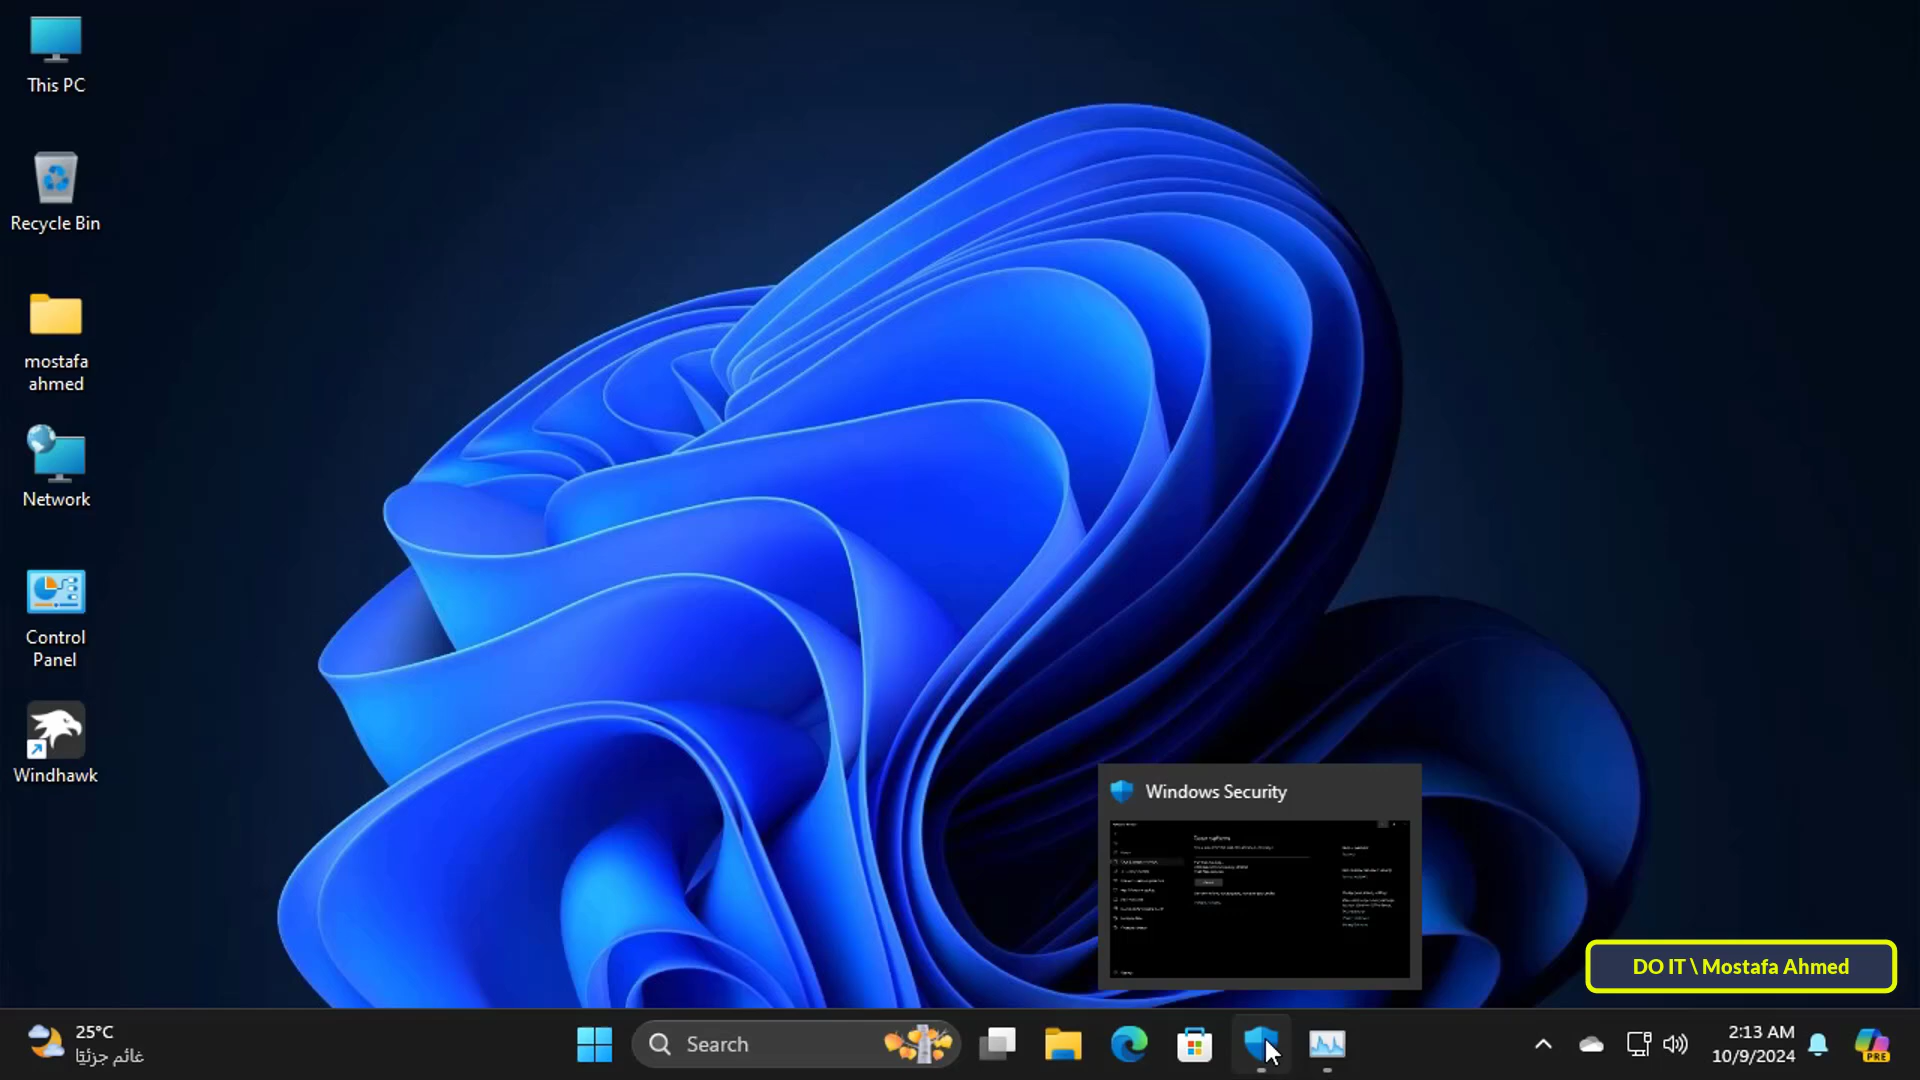 This PC
Recycle Bin
mostafa
ahmed
Network
Control
Panel
Windhawk
Windows Security
DO IT \ Mostafa Ahmed
25°C
غائم جزئيًا
Search
2:13 AM
10/9/2024
PRE